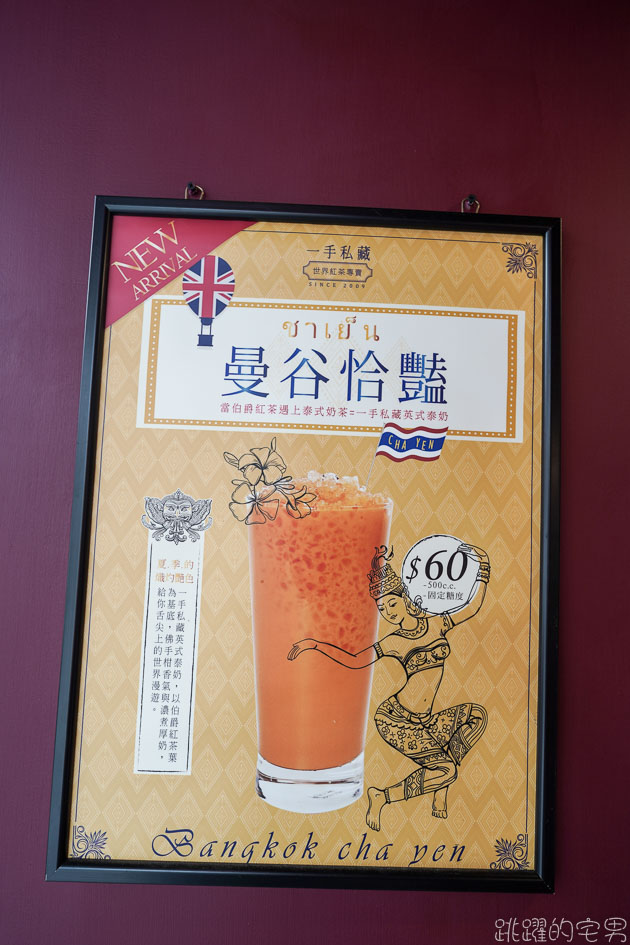 NEW
ARRIVAL
一手私藏
世界紅茶專賣
SINCE 2009
ชาเย็น
曼谷恰豔
當伯爵紅茶遇上泰式奶茶=一手私藏英式泰奶
CHA YEN
$60
-500c.c.
-固定糖度
夏.季的
熾灼豔色
一手私藏英式泰奶，以伯爵紅茶葉
為基底，佛手柑香氣與濃煮厚奶，
給你舌尖上的世界漫遊。
Bangkok cha yen
跳躍的宅男